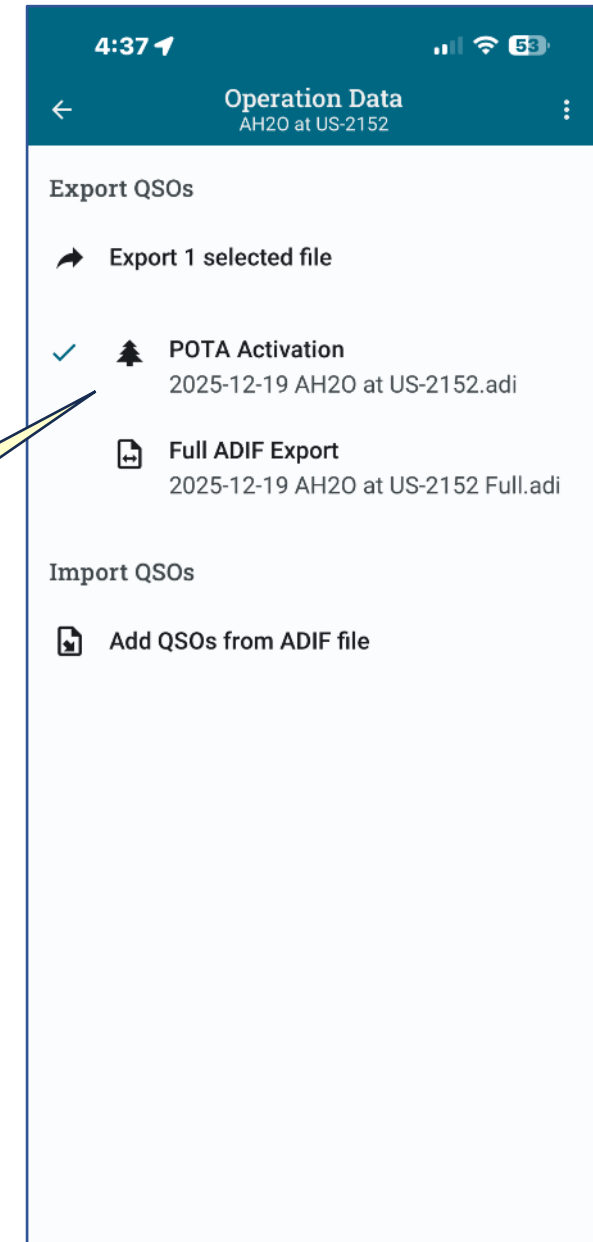 4:37
53
Operation Data
AH2O at US-2152
Export QSOs
Export 1 selected file
POTA Activation
2025-12-19 AH2O at US-2152.adi
Full ADIF Export
2025-12-19 AH2O at US-2152 Full.adi
Import QSOs
Add QSOs from ADIF file